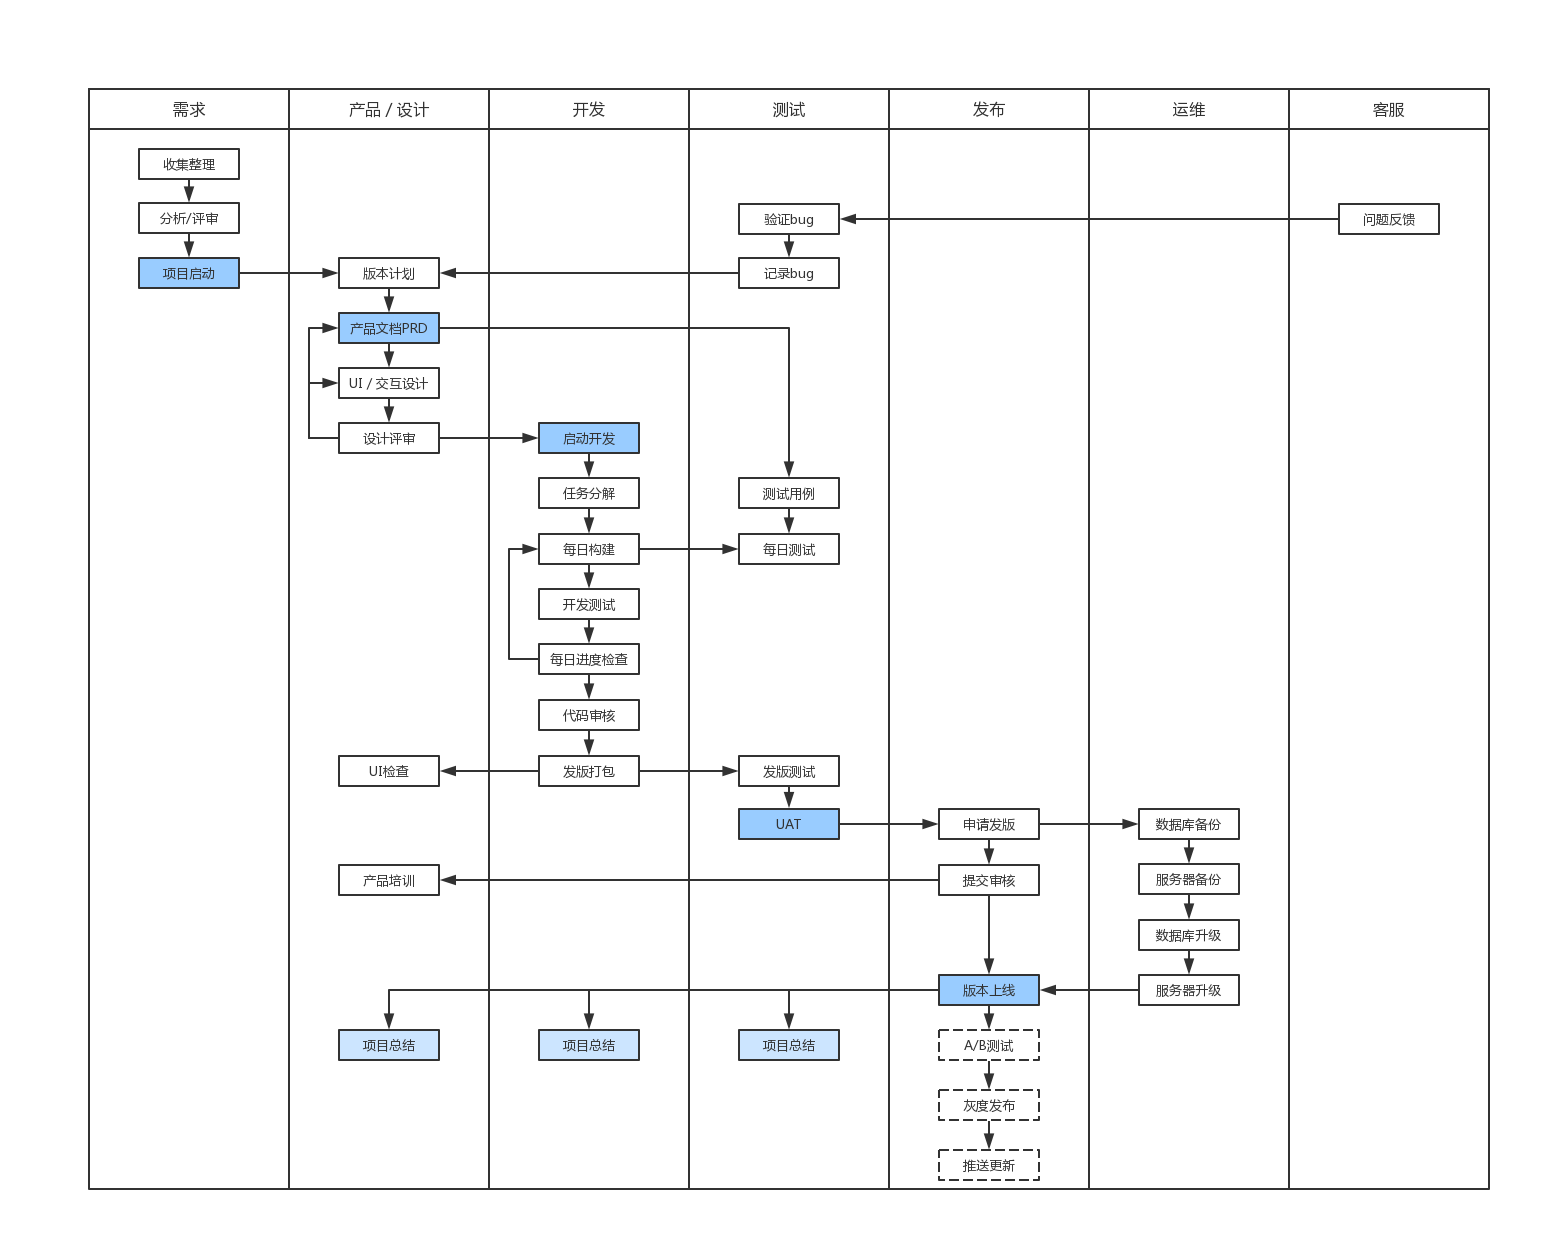 需求
产品 / 设计
开发
测试
发布
运维
客服
收集整理
分析/评审
验证bug
问题反馈
项目启动
版本计划
记录bug
产品文档PRD
UI / 交互设计
设计评审
启动开发
任务分解
测试用例
每日构建
每日测试
开发测试
每日进度检查
代码审核
UI检查
发版打包
发版测试
UAT
申请发版
数据库备份
产品培训
提交审核
服务器备份
数据库升级
版本上线
服务器升级
项目总结
项目总结
项目总结
A/B测试
灰度发布
推送更新